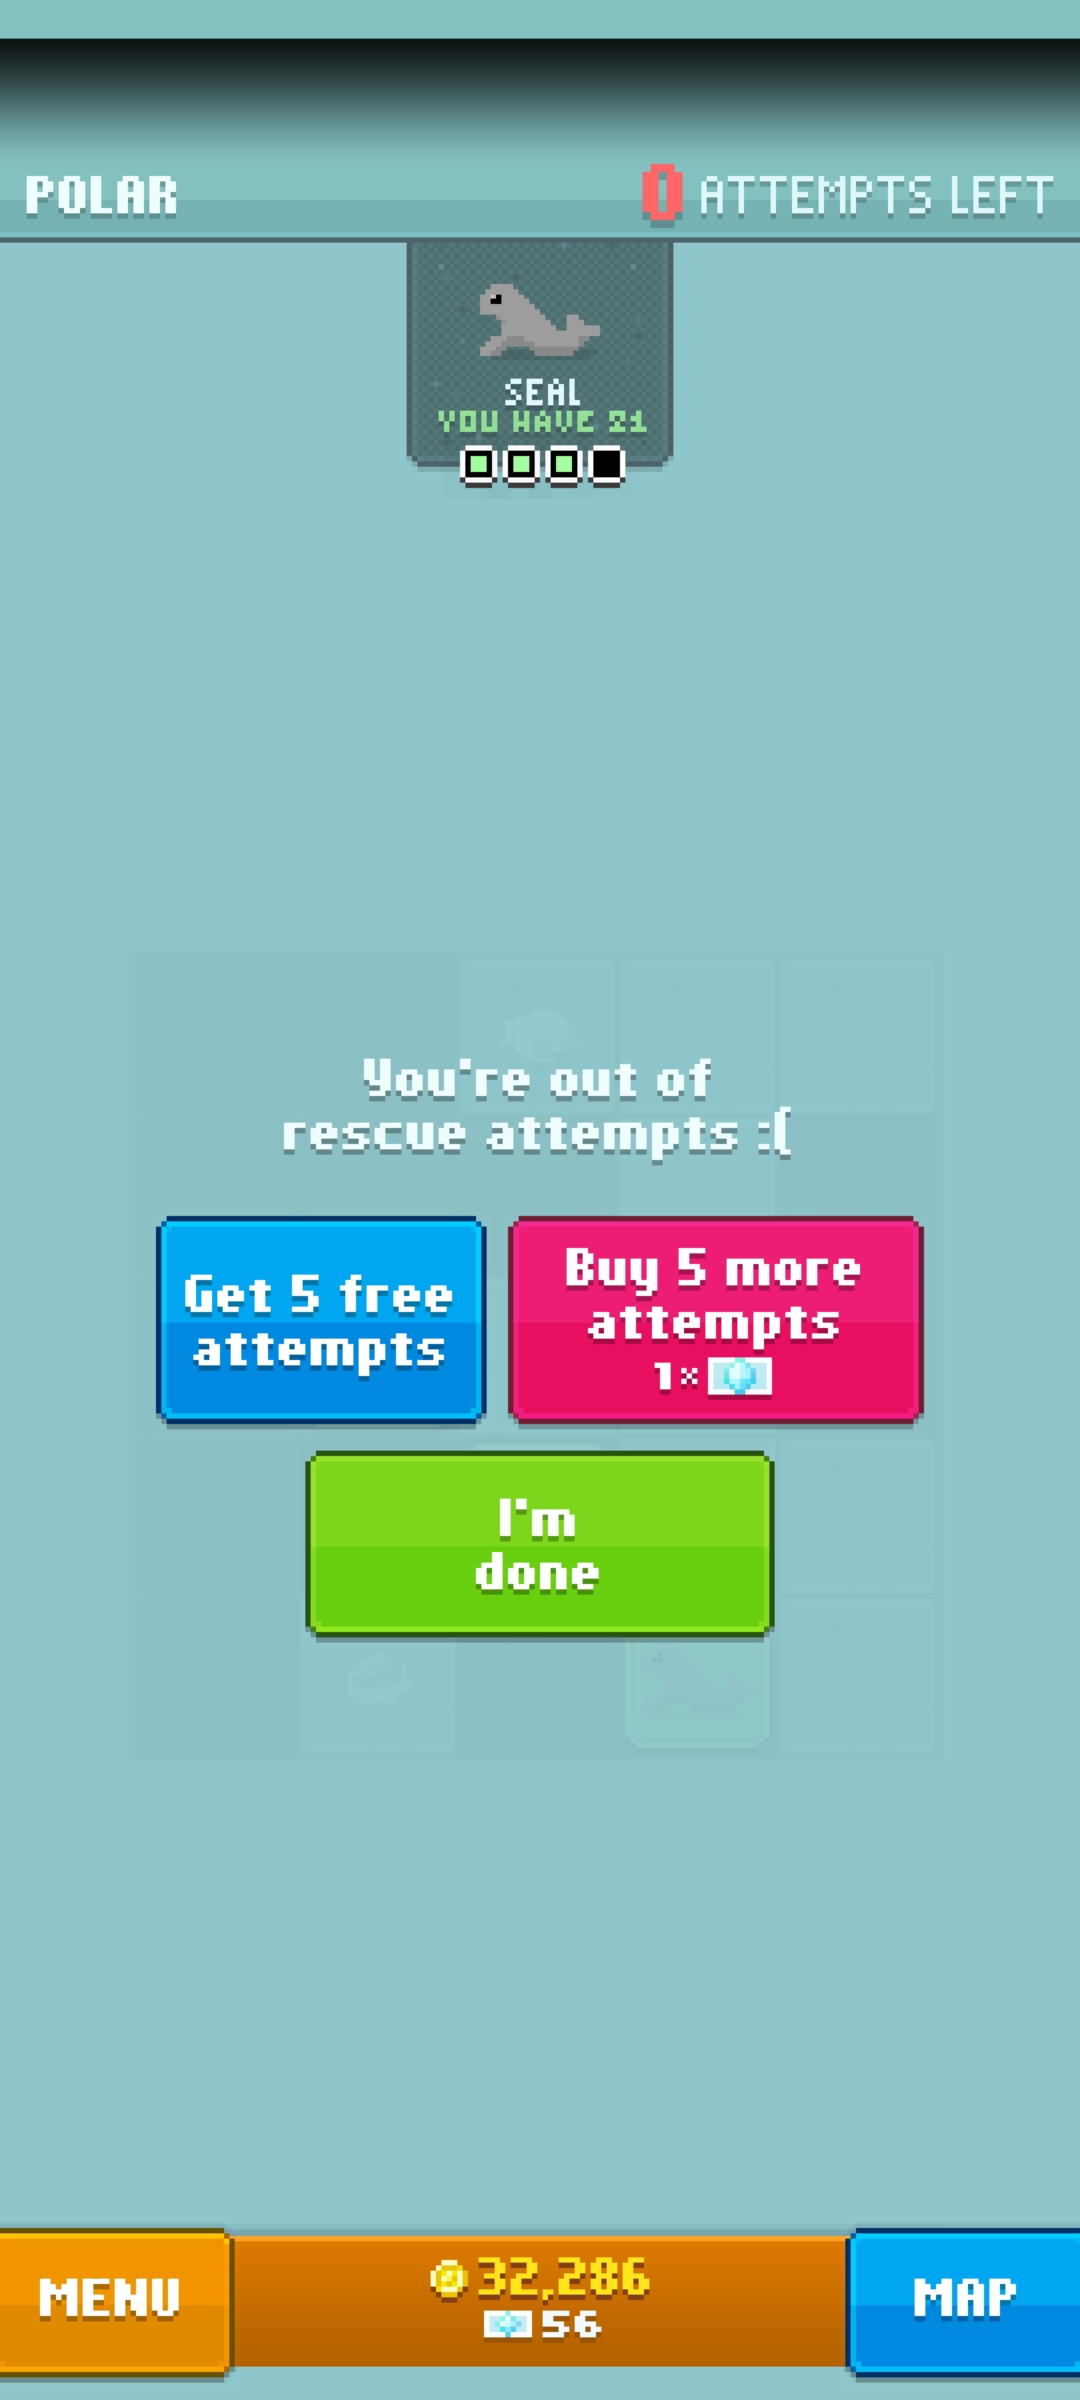 POLAR
0 ATTEMPTS LEFT
SEAL
YOU HAVE 21
You're out of
rescue attempts :(
Get 5 free
attempts
Buy 5 more
attempts
1×
I'm
done
MENU
32,286
56
MAP